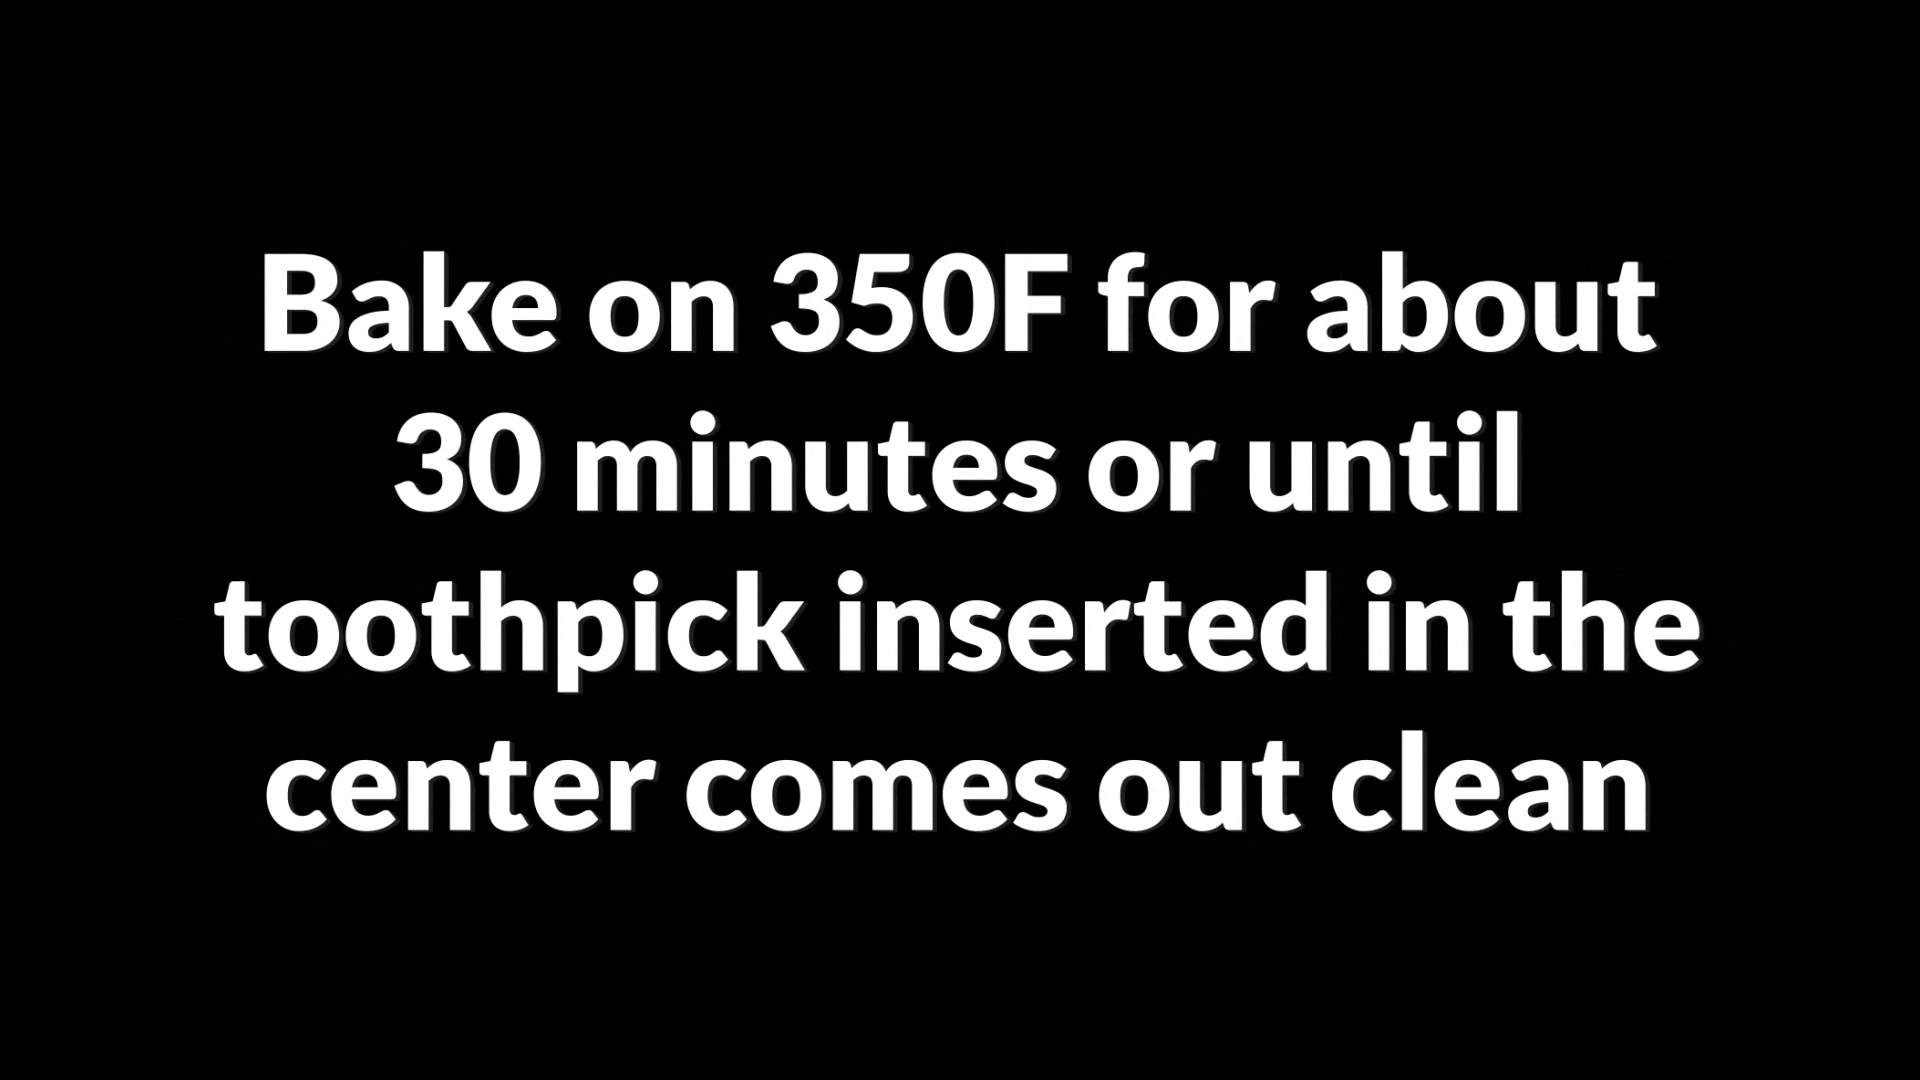 Bake on 350F for about
30 minutes or until
toothpick inserted in the
center comes out clean